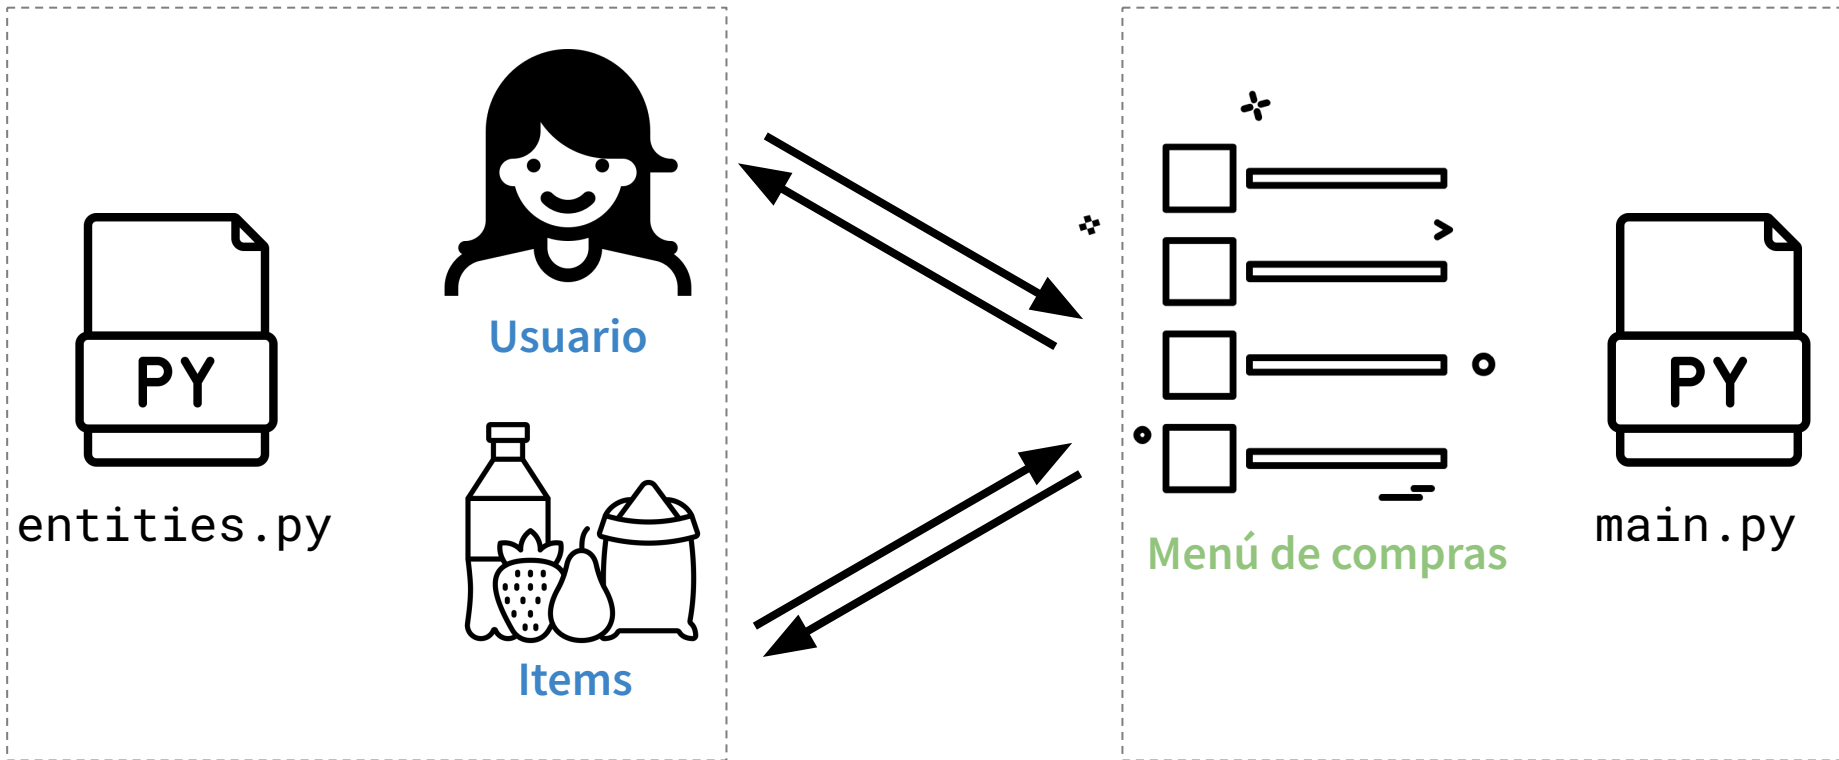 PY
entities.py
Usuario
Items
Menú de compras
PY
main.py